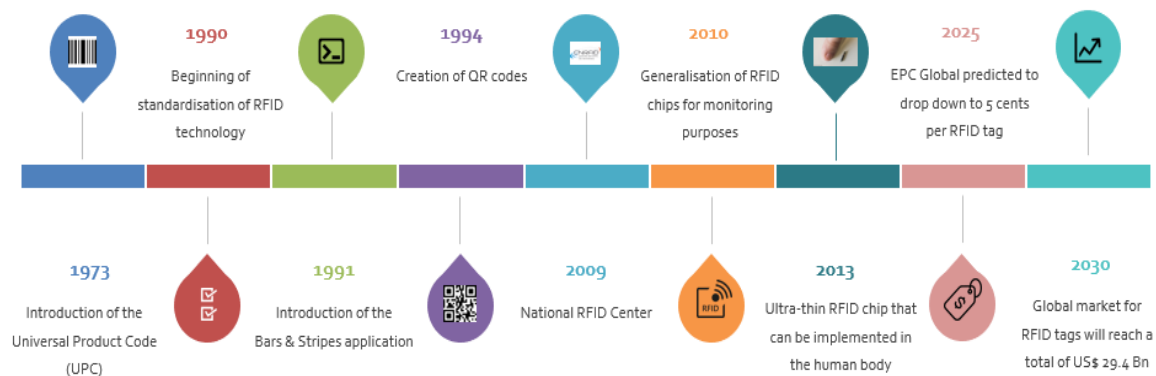 1990
Beginning of
standardisation of RFID
technology
1994
Creation of QR codes
2010
Generalisation of RFID
chips for monitoring
purposes
2025
EPC Global predicted to
drop down to 5 cents
per RFID tag
1973
Introduction of the
Universal Product Code
(UPC)
1991
Introduction of the
Bars & Stripes application
2009
National RFID Center
RFID
2013
Ultra-thin RFID chip that
can be implemented in
the human body
$
2030
Global market for
RFID tags will reach a
total of US$ 29.4 Bn